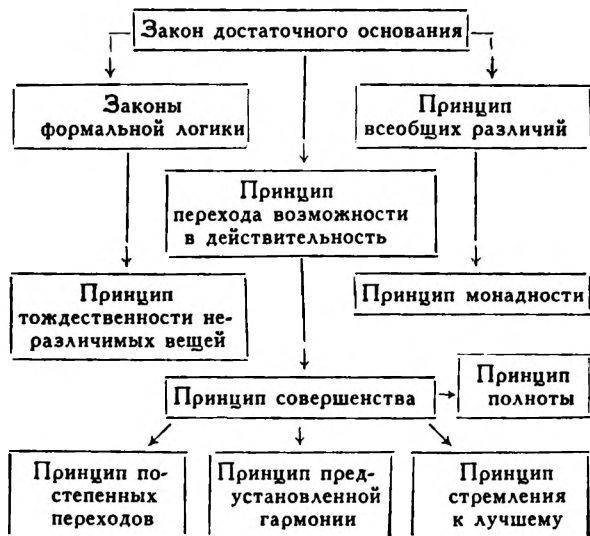 Закон достаточного основания
Законы
формальной логики
Принцип
всеобщих различий
Принцип
перехода возможности
в действительность
Принцип
тождественности не-
различимых вещей
Принцип монадности
Принцип совершенства
Принцип
полноты
Принцип по-
степенных
переходов
Принцип пред-
установленной
гармонии
Принцип
стремления
к лучшему